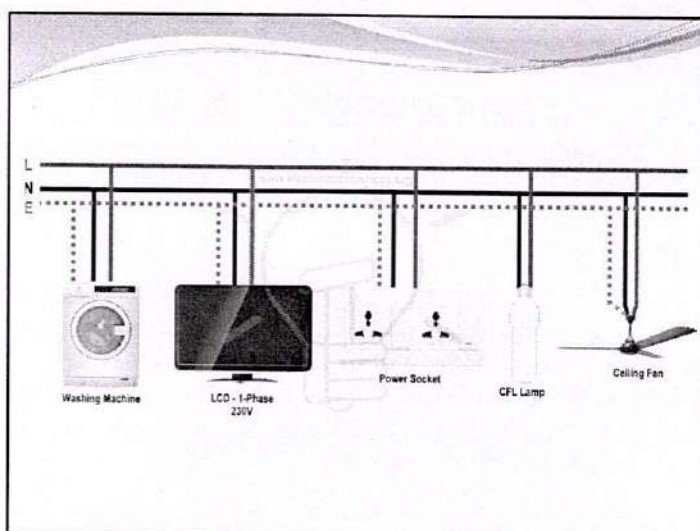 L
N
E
Washing Machine
LCD - 1-Phase
230V
Power Socket
CFL Lamp
Ceiling Fan